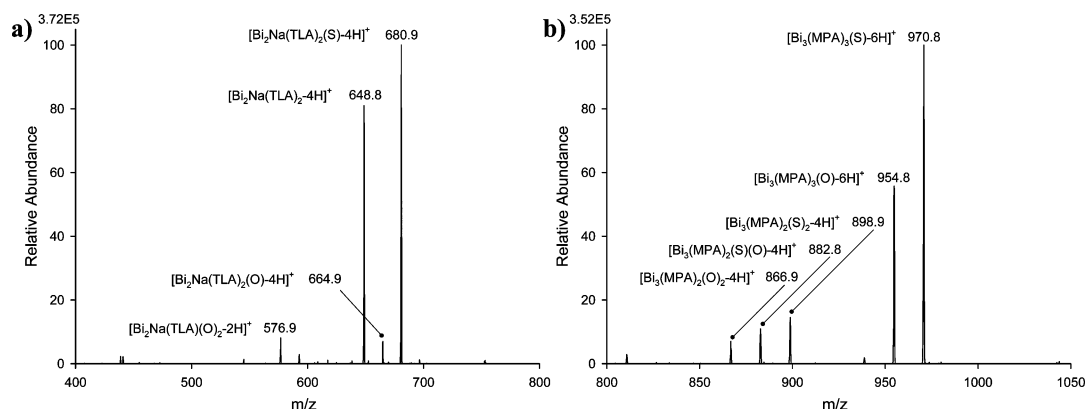 a)
3.72E5
[Bi₂Na(TLA)₂(S)-4H]⁺ 680.9
[Bi₂Na(TLA)₂-4H]⁺ 648.8
[Bi₂Na(TLA)₂(O)-4H]⁺ 664.9
[Bi₂Na(TLA)(O)₂-2H]⁺ 576.9
Relative Abundance
100
80
60
40
20
0
400 500 600 700 800
m/z
b)
3.52E5
[Bi₃(MPA)₃(S)-6H]⁺ 970.8
[Bi₃(MPA)₃(O)-6H]⁺ 954.8
[Bi₃(MPA)₂(S)₂-4H]⁺ 898.9
[Bi₃(MPA)₂(S)(O)-4H]⁺ 882.8
[Bi₃(MPA)₂(O)₂-4H]⁺ 866.9
Relative Abundance
100
80
60
40
20
0
800 850 900 950 1000 1050
m/z